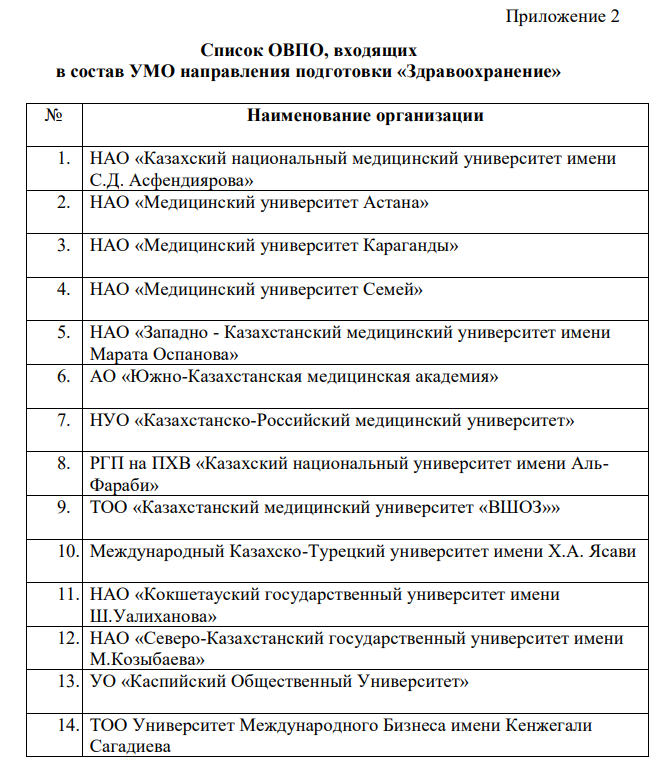 Приложение 2
Список ОВПО, входящих
в состав УМО направления подготовки «Здравоохранение»
№ Наименование организации
1. НАО «Казахский национальный медицинский университет имени
С.Д. Асфендиярова»
2. НАО «Медицинский университет Астана»
3. НАО «Медицинский университет Караганды»
4. НАО «Медицинский университет Семей»
5. НАО «Западно - Казахстанский медицинский университет имени
Марата Оспанова»
6. АО «Южно-Казахстанская медицинская академия»
7. НУО «Казахстанско-Российский медицинский университет»
8. РГП на ПХВ «Казахский национальный университет имени Аль-
Фараби»
9. ТОО «Казахстанский медицинский университет «ВШОЗ»»
10. Международный Казахско-Турецкий университет имени Х.А. Ясави
11. НАО «Кокшетауский государственный университет имени
Ш.Уалиханова»
12. НАО «Северо-Казахстанский государственный университет имени
М.Козыбаева»
13. УО «Каспийский Общественный Университет»
14. ТОО Университет Международного Бизнеса имени Кенжегали
Сагадиева